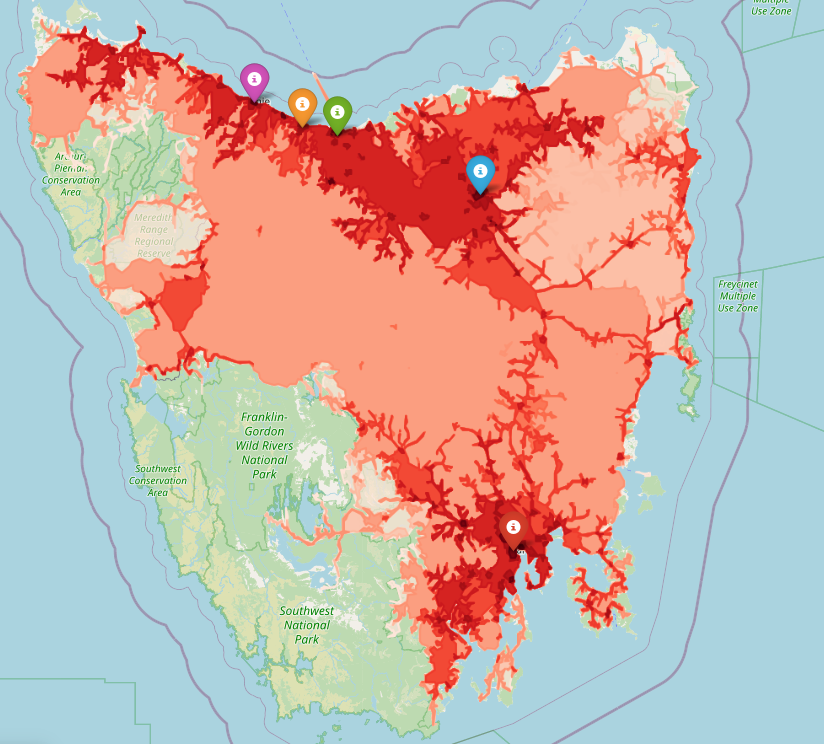 Use Zone
Arthur-
Pieman
Conservation
Area
Meredith
Range
Regional
Reserve
Freycinet
Multiple
Use Zone
Franklin-
Gordon
Wild Rivers
National
Park
Southwest
Conservation
Area
Southwest
National
Park